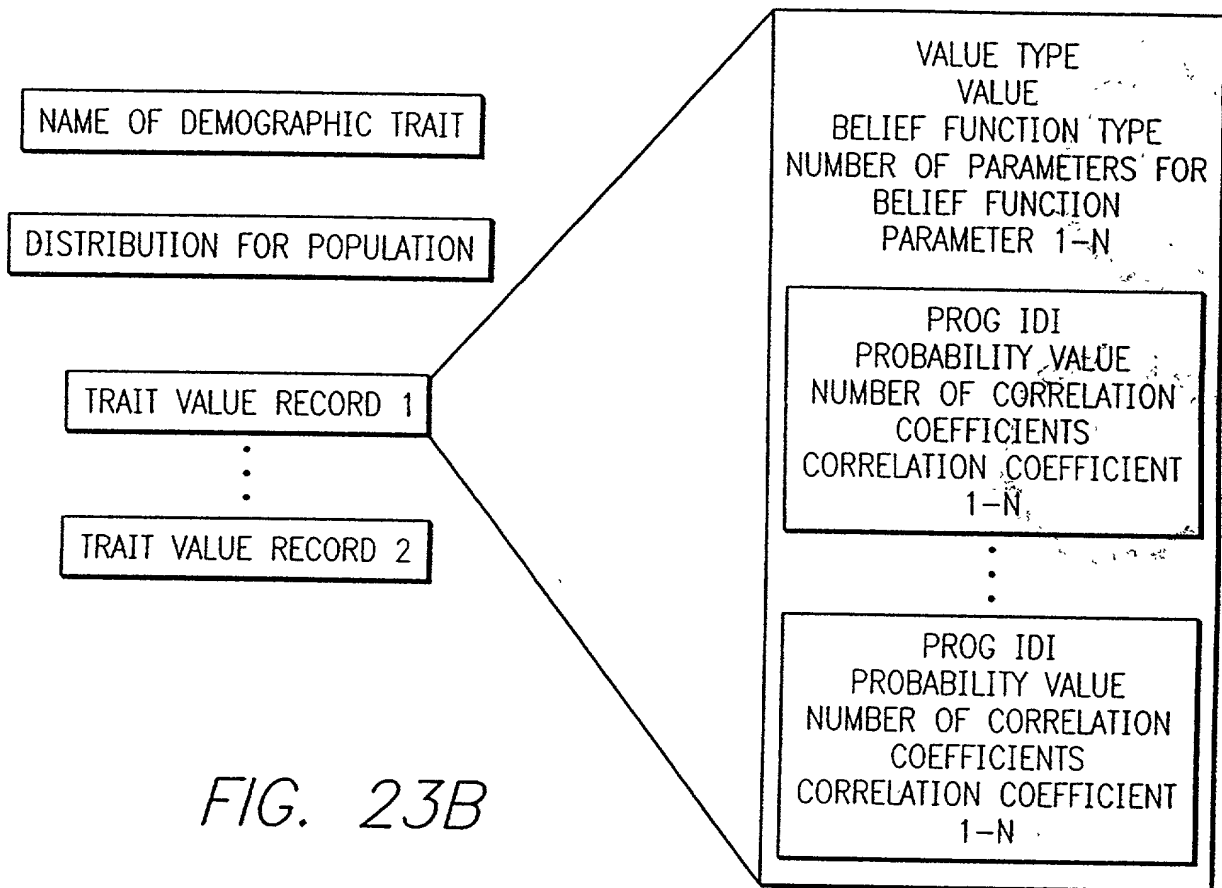 NAME OF DEMOGRAPHIC TRAIT
DISTRIBUTION FOR POPULATION
TRAIT VALUE RECORD 1
TRAIT VALUE RECORD 2
VALUE TYPE
VALUE
BELIEF FUNCTION TYPE
NUMBER OF PARAMETERS FOR
BELIEF FUNCTION
PARAMETER 1-N
PROG IDI
PROBABILITY VALUE
NUMBER OF CORRELATION
COEFFICIENTS
CORRELATION COEFFICIENT
1-N
PROG IDI
PROBABILITY VALUE
NUMBER OF CORRELATION
COEFFICIENTS
CORRELATION COEFFICIENT
1-N
FIG. 23B